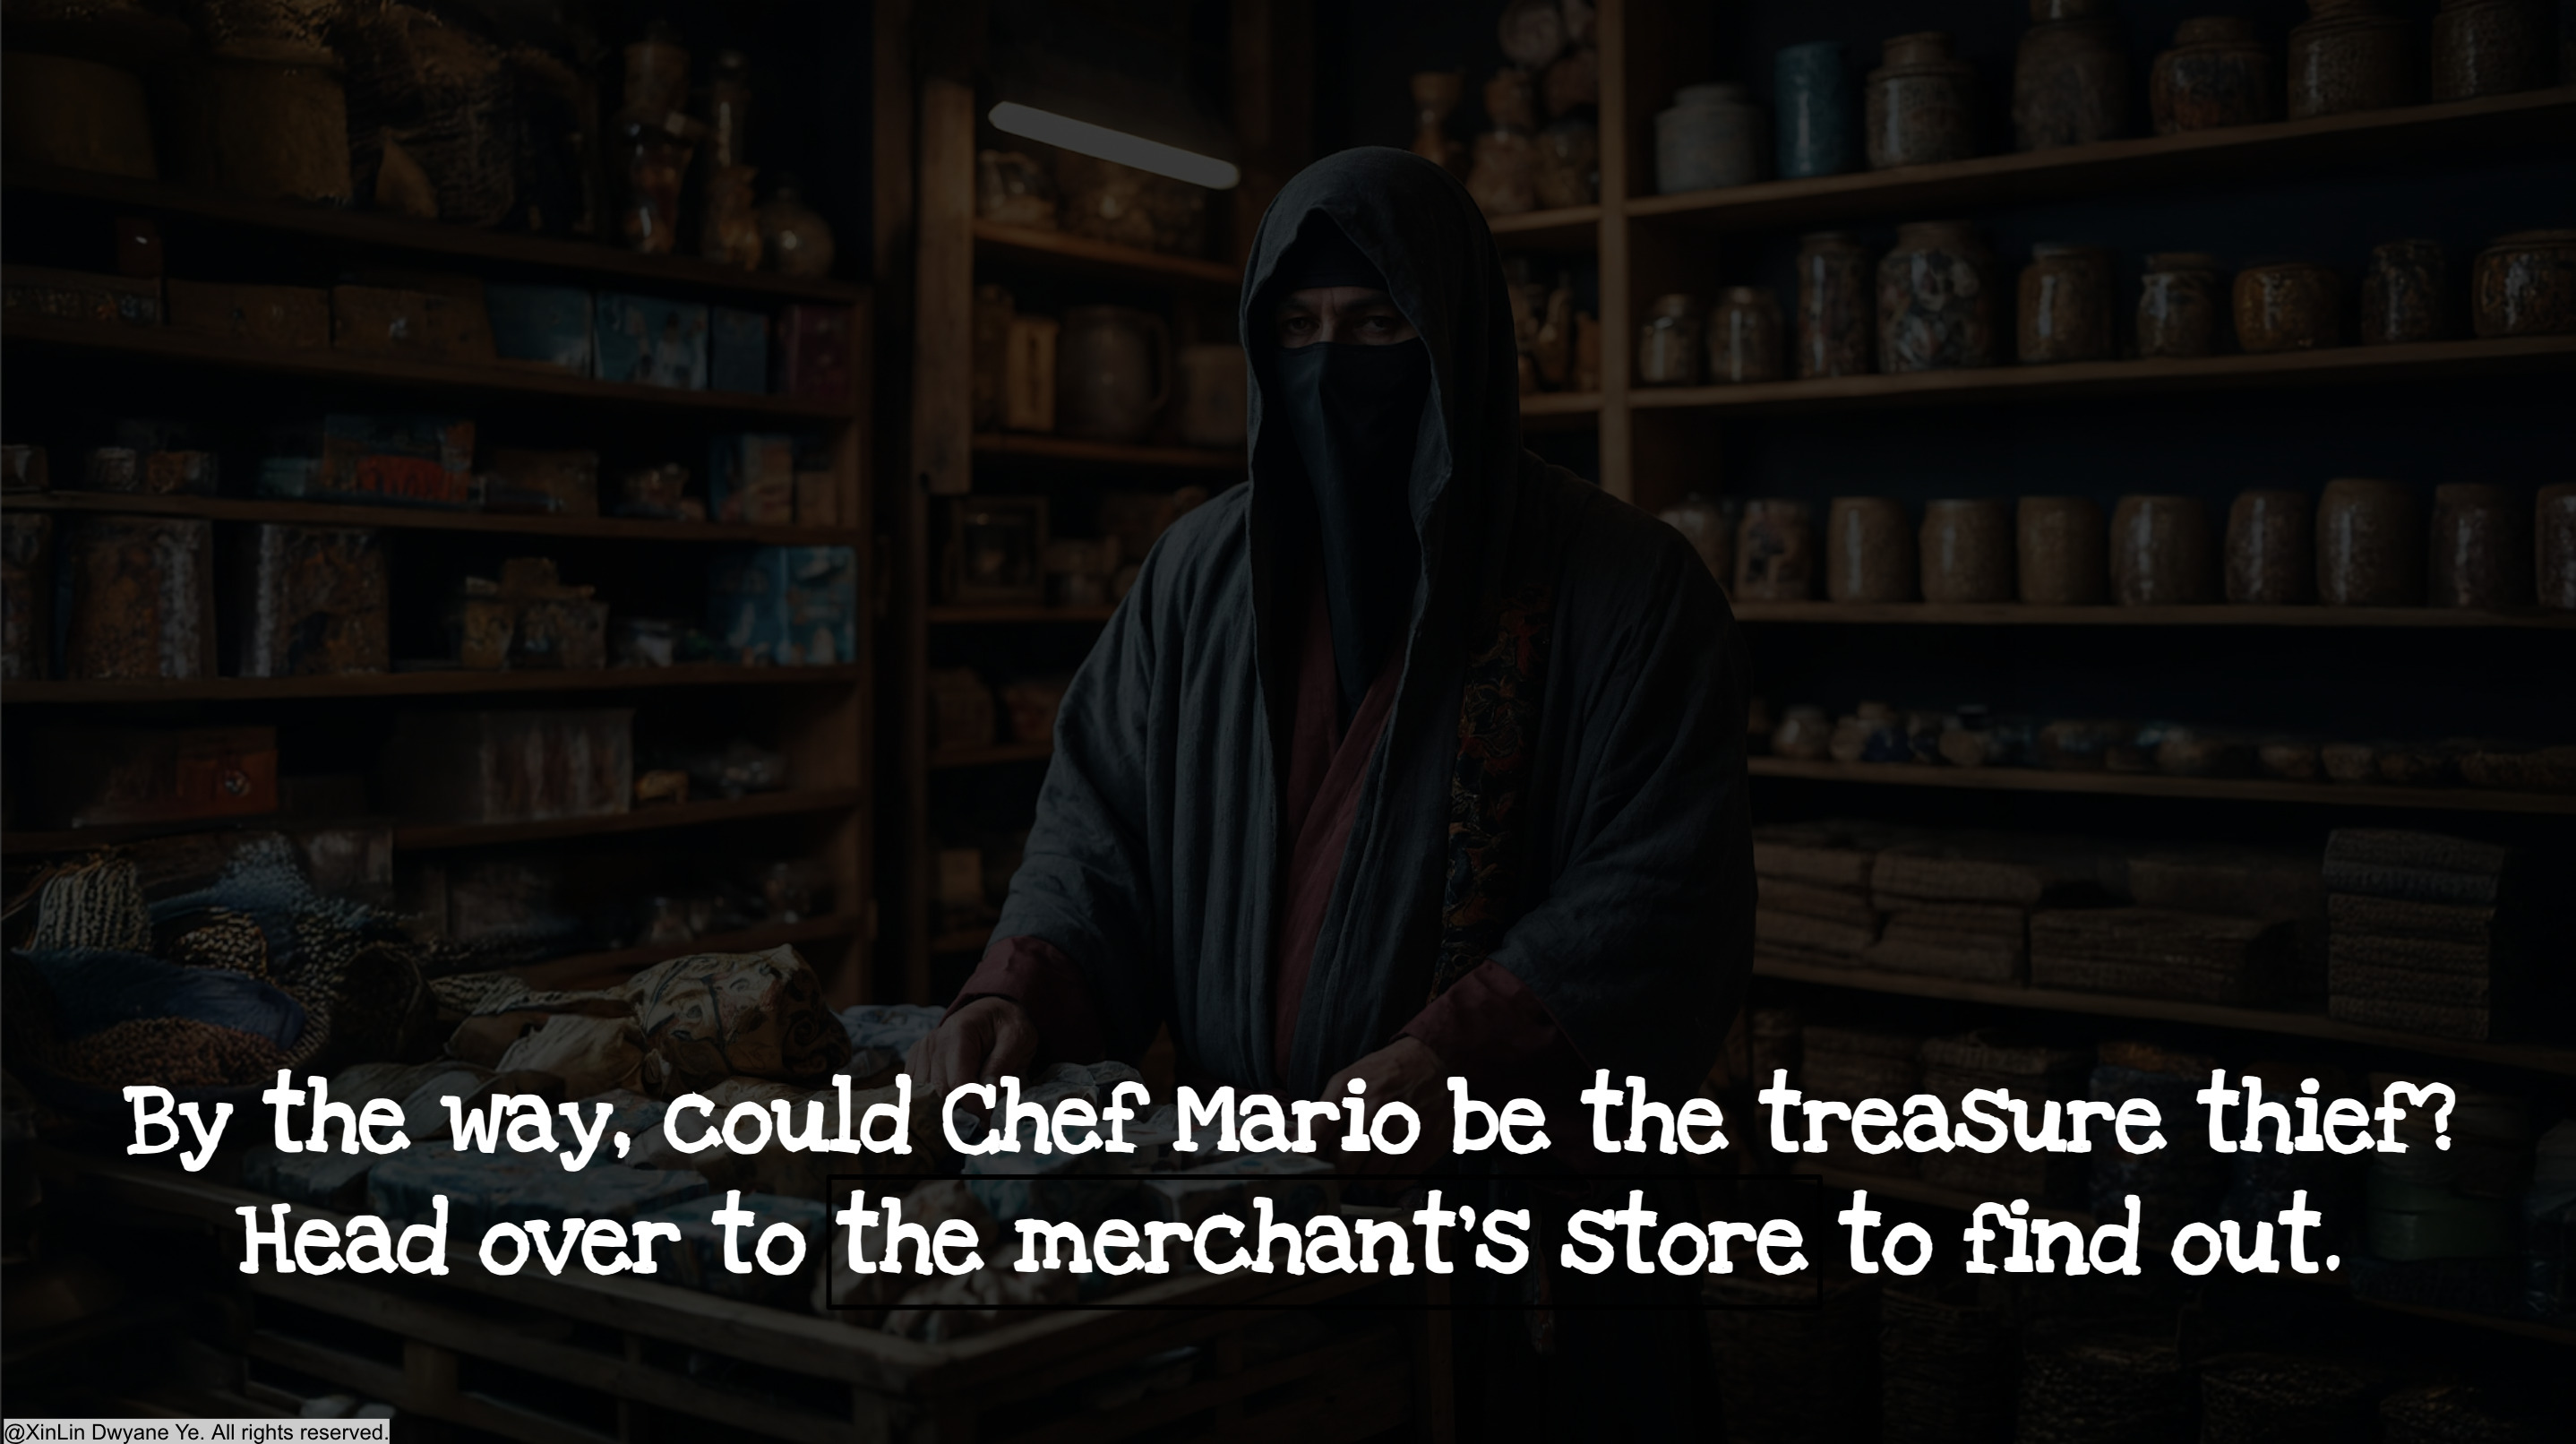 By the way, could Chef Mario be the treasure thief?
Head over to the merchant's store to find out.
@XinLin Dwyane Ye. All rights reserved.